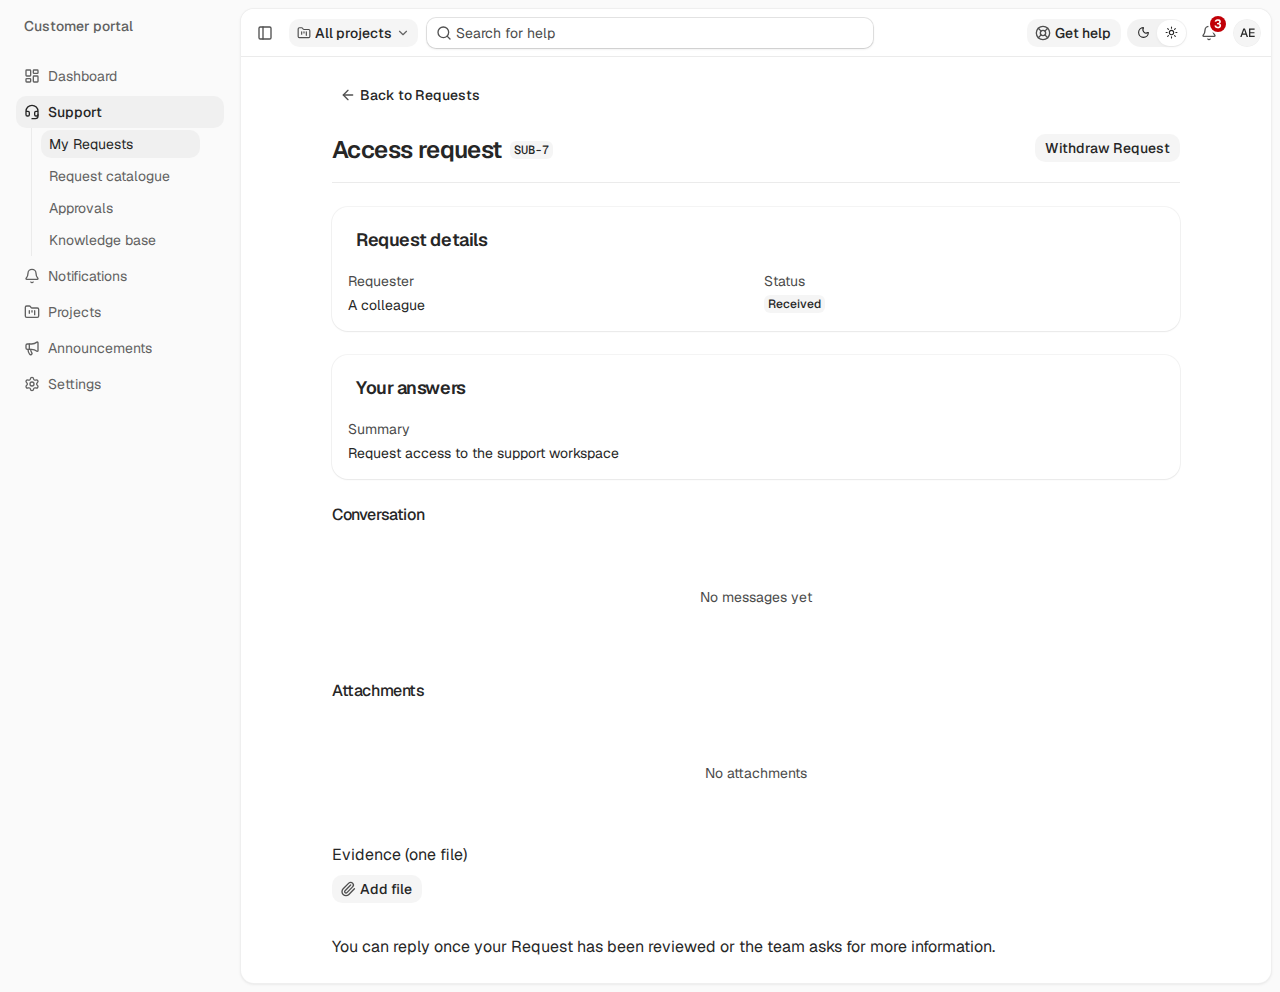 Customer portal
Dashboard
Support
My Requests
Request catalogue
Approvals
Knowledge base
Notifications
Projects
Announcements
Settings
All projects
Search for help
Get help
3
AE
Back to Requests
Access request SUB-7
Withdraw Request
Request details
Requester
A colleague
Status
Received
Your answers
Summary
Request access to the support workspace
Conversation
No messages yet
Attachments
No attachments
Evidence (one file)
Add file
You can reply once your Request has been reviewed or the team asks for more information.